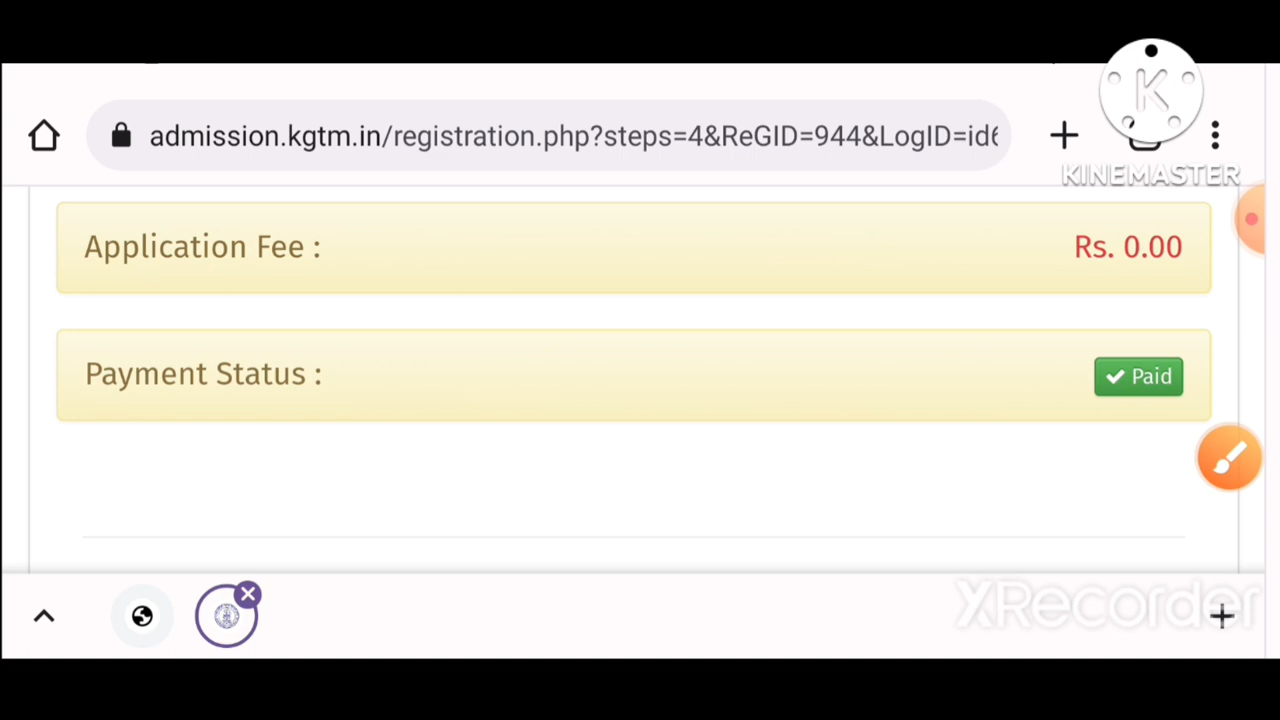 admission.kgtm.in/registration.php?steps=4&ReGID=944&LogID=id6
K
KINEMASTER
Application Fee :
Rs. 0.00
Payment Status :
Paid
XRecorder